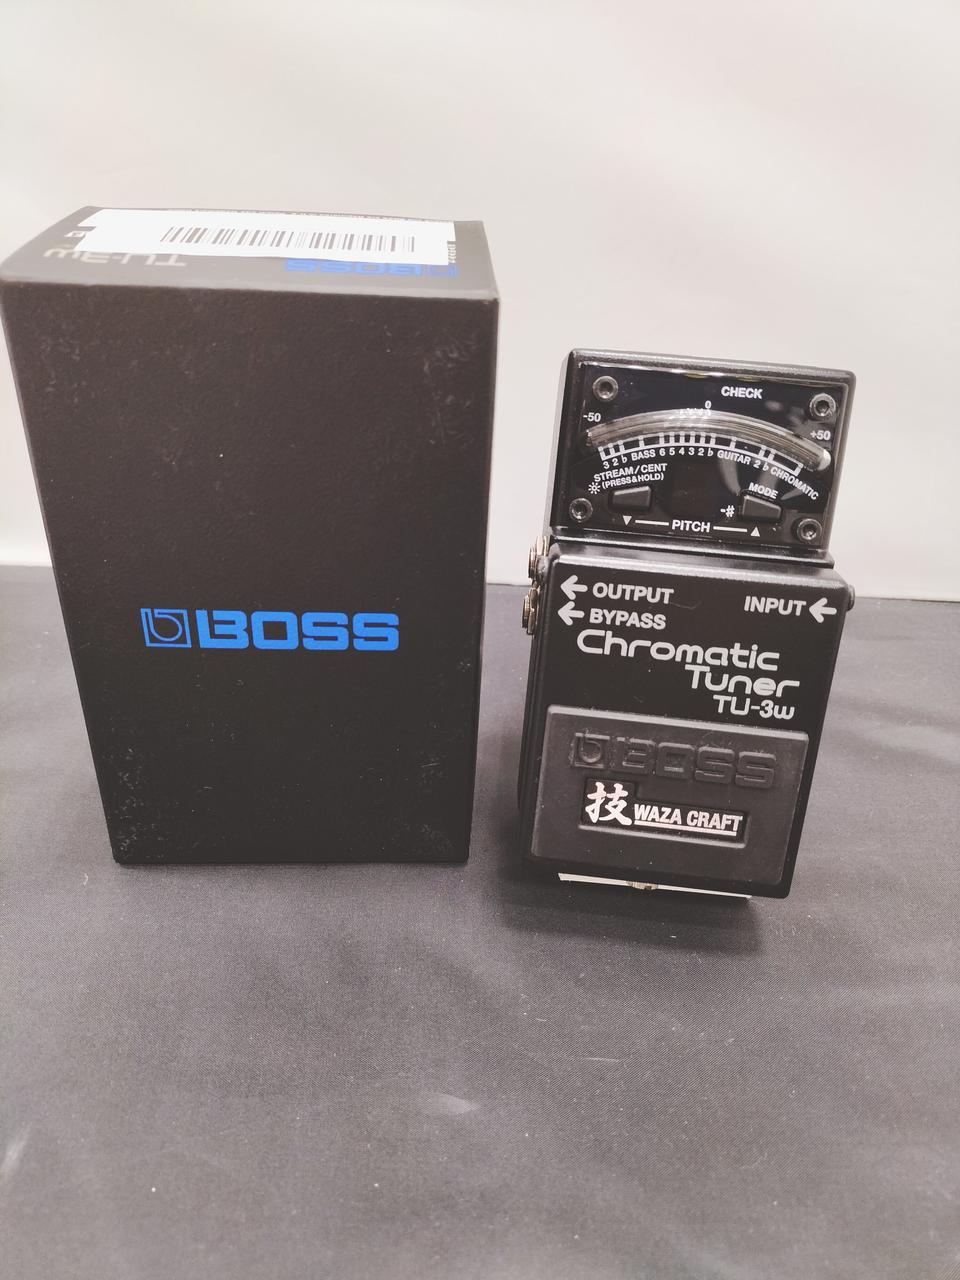 TU-3w
BOSS
BOSS
CHECK
-50 0 +50
3 2 ♭ BASS 6 5 4 3 2 ♭ GUITAR 2 ♭ CHROMATIC
STREAM/CENT
(PRESS&HOLD)
MODE
-#
▼ PITCH ▲
← OUTPUT
← BYPASS
INPUT ←
Chromatic
Tuner
TU-3w
BOSS
技 WAZA CRAFT